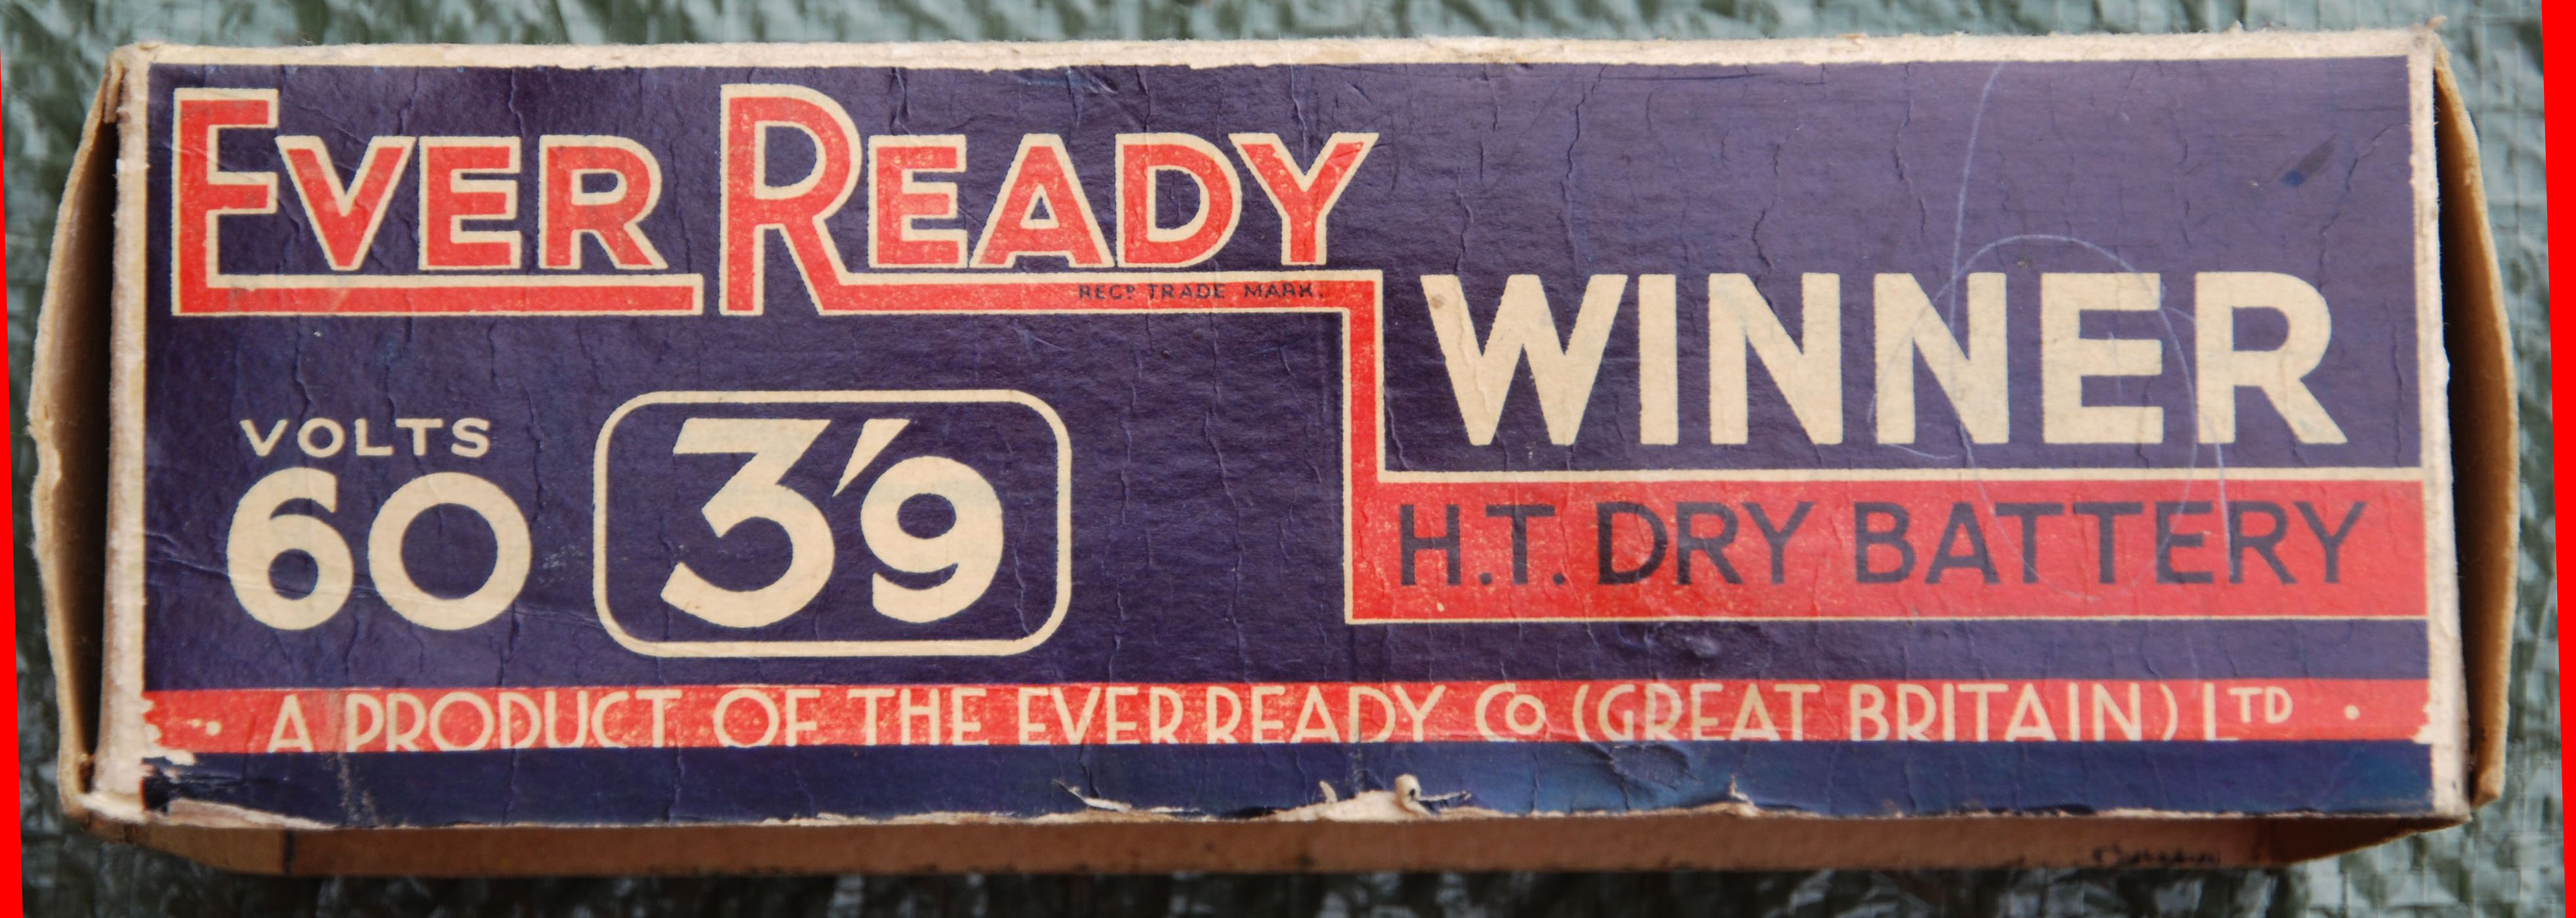 EVER READY
REGD TRADE MARK.
WINNER
VOLTS
60
3'9
H.T. DRY BATTERY
· A PRODUCT OF THE EVER READY CO (GREAT BRITAIN) LTD ·